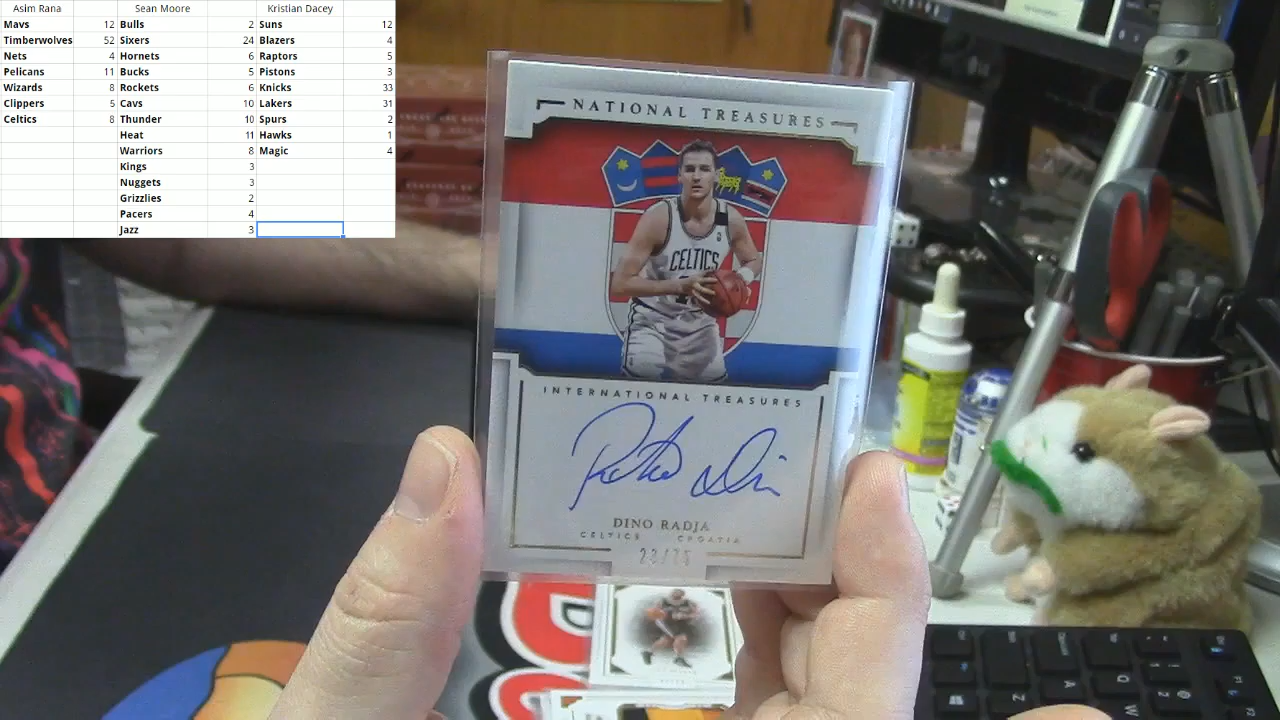 Asim Rana Sean Moore Kristian Dacey
Mavs 12 Bulls 2 Suns 12
Timberwolves 52 Sixers 24 Blazers 4
Nets 4 Hornets 6 Raptors 5
Pelicans 11 Bucks 5 Pistons 3
Wizards 8 Rockets 6 Knicks 33
Clippers 5 Cavs 10 Lakers 31
Celtics 8 Thunder 10 Spurs 2
Heat 11 Hawks 1
Warriors 8 Magic 4
Kings 3
Nuggets 3
Grizzlies 2
Pacers 4
Jazz 3
NATIONAL TREASURES
CELTICS
INTERNATIONAL TREASURES
DINO RADJA
CELTICS CROATIA
23/75